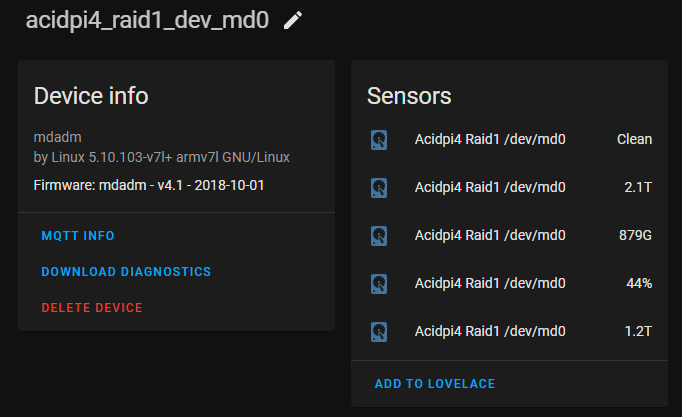 acidpi4_raid1_dev_md0
Device info
mdadm
by Linux 5.10.103-v7l+ armv7l GNU/Linux
Firmware: mdadm - v4.1 - 2018-10-01
MQTT INFO
DOWNLOAD DIAGNOSTICS
DELETE DEVICE
Sensors
Acidpi4 Raid1 /dev/md0 Clean
Acidpi4 Raid1 /dev/md0 2.1T
Acidpi4 Raid1 /dev/md0 879G
Acidpi4 Raid1 /dev/md0 44%
Acidpi4 Raid1 /dev/md0 1.2T
ADD TO LOVELACE